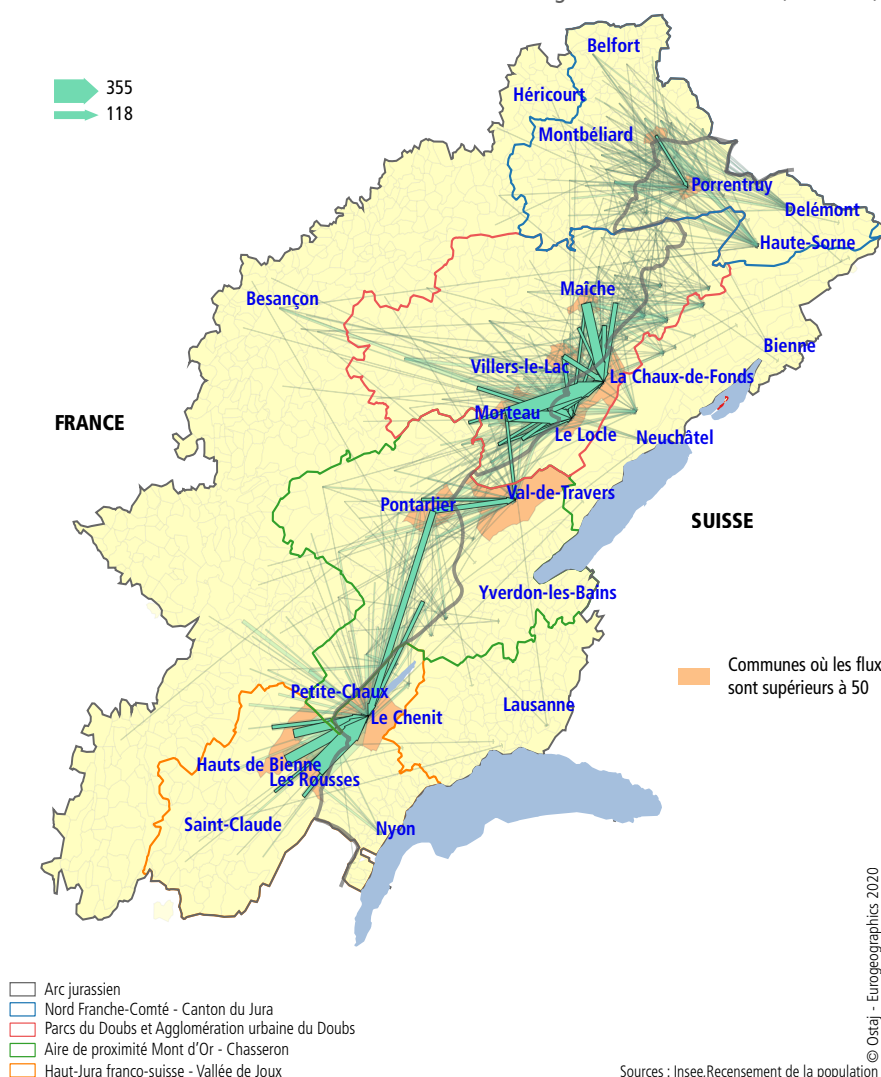 355
118
Belfort
Héricourt
Montbéliard
Porrentruy
Delémont
Haute-Sorne
Maîche
Besançon
Bienne
Villers-le-Lac
La Chaux-de-Fonds
FRANCE
Morteau
Le Locle
Neuchâtel
Pontarlier
Val-de-Travers
SUISSE
Yverdon-les-Bains
Communes où les flux
sont supérieurs à 50
Petite-Chaux
Le Chenit
Lausanne
Hauts de Bienne
Les Rousses
Saint-Claude
Nyon
© Ostaj - Eurogeographics 2020
Arc jurassien
Nord Franche-Comté - Canton du Jura
Parcs du Doubs et Agglomération urbaine du Doubs
Aire de proximité Mont d'Or - Chasseron
Haut-Jura franco-suisse - Vallée de Joux
Sources : Insee.Recensement de la population